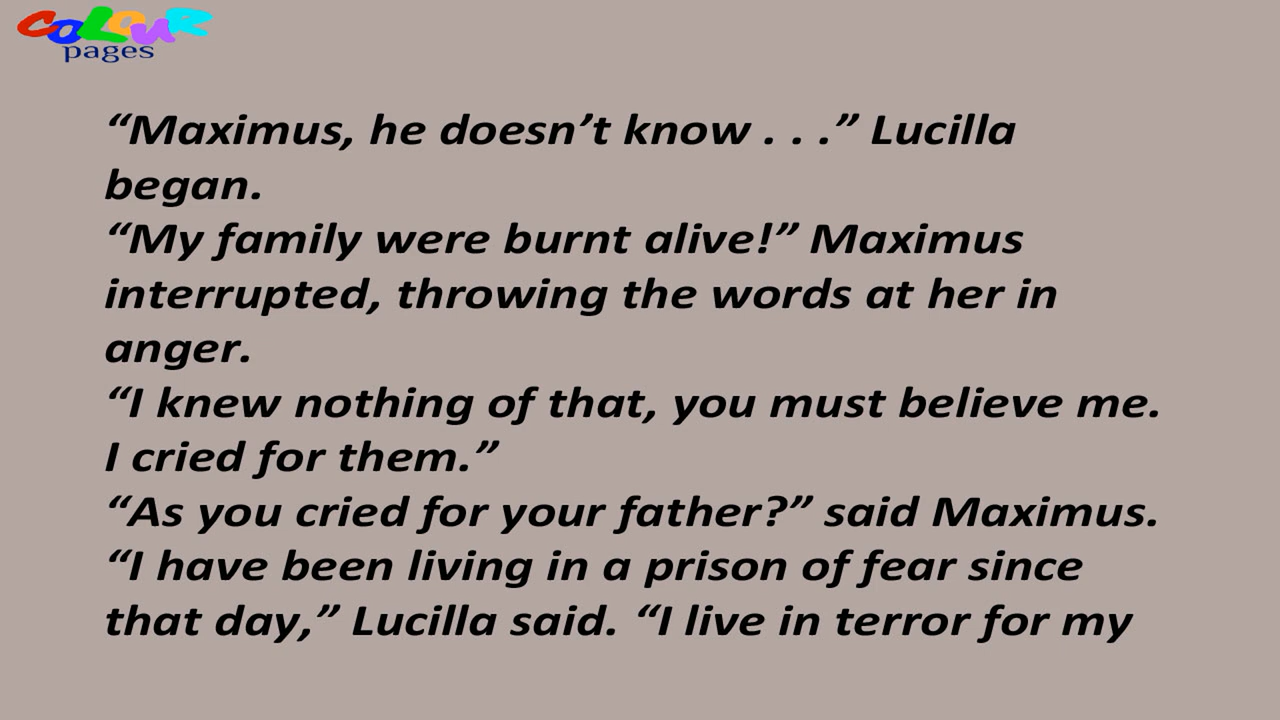 COLOUR
pages
“Maximus, he doesn’t know . . .” Lucilla
began.
“My family were burnt alive!” Maximus
interrupted, throwing the words at her in
anger.
“I knew nothing of that, you must believe me.
I cried for them.”
“As you cried for your father?” said Maximus.
“I have been living in a prison of fear since
that day,” Lucilla said. “I live in terror for my